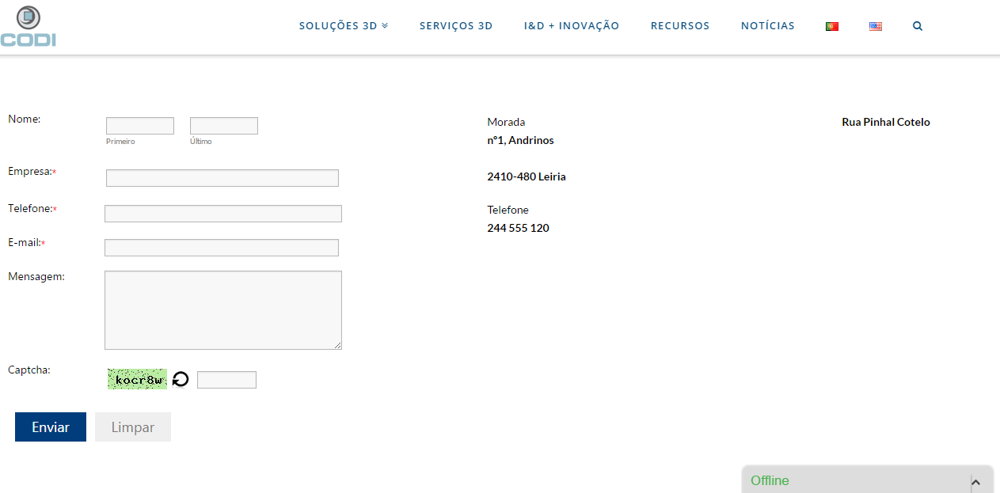 CODI
SOLUÇÕES 3D
SERVIÇOS 3D
I&D + INOVAÇÃO
RECURSOS
NOTÍCIAS
Nome:
Primeiro
Último
Empresa:*
Telefone:*
E-mail:*
Mensagem:
Captcha:
kocr8w
Enviar
Limpar
Morada
Rua Pinhal Cotelo
nº1, Andrinos
2410-480 Leiria
Telefone
244 555 120
Offline